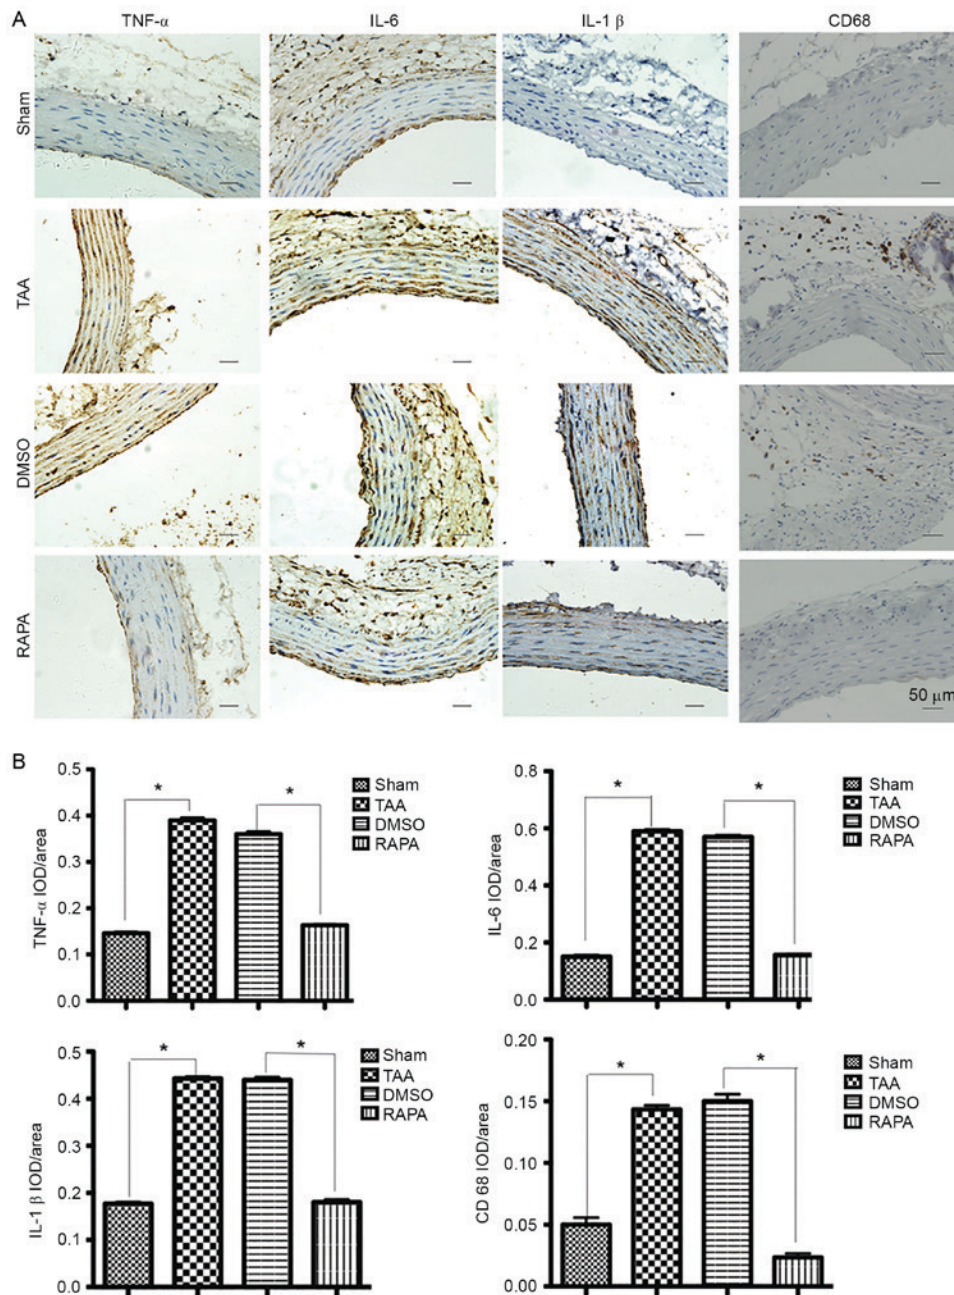 A
TNF-α IL-6 IL-1 β CD68
Sham
TAA
DMSO
RAPA
50 μm
B
0.5
0.4
0.3
0.2
0.1
0.0
TNF-α IOD/area
*
*
Sham
TAA
DMSO
RAPA
0.8
0.6
0.4
0.2
0.0
IL-6 IOD/area
*
*
Sham
TAA
DMSO
RAPA
0.5
0.4
0.3
0.2
0.1
0.0
IL-1 β IOD/area
*
*
Sham
TAA
DMSO
RAPA
0.20
0.15
0.10
0.05
0.00
CD 68 IOD/area
*
*
Sham
TAA
DMSO
RAPA